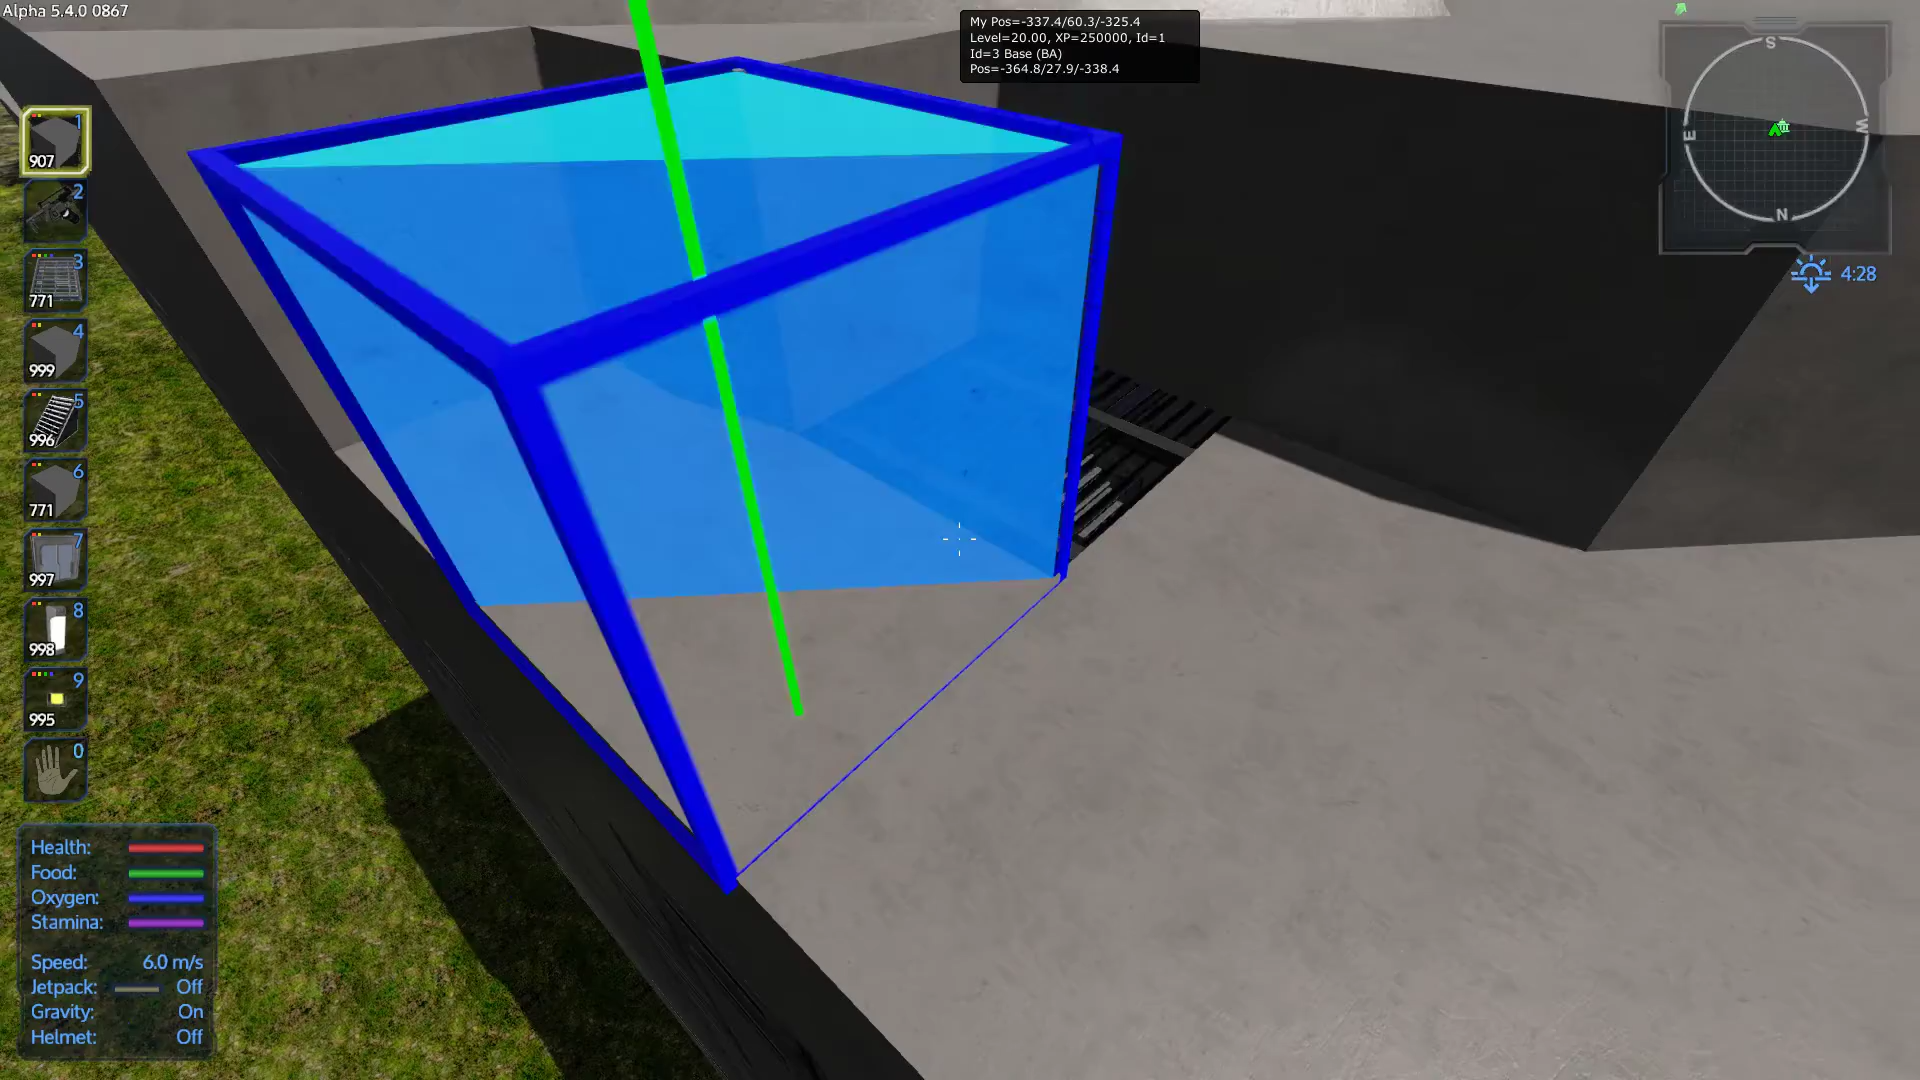 Alpha 5.4.0 0867
My Pos=-337.4/60.3/-325.4
Level=20.00, XP=250000, Id=1
Id=3 Base (BA)
Pos=-364.8/27.9/-338.4
S
E
W
N
4:28
1
907
2
3
771
4
999
5
996
6
771
7
997
8
998
9
995
0
Health:
Food:
Oxygen:
Stamina:
Speed: 6.0 m/s
Jetpack: Off
Gravity: On
Helmet: Off